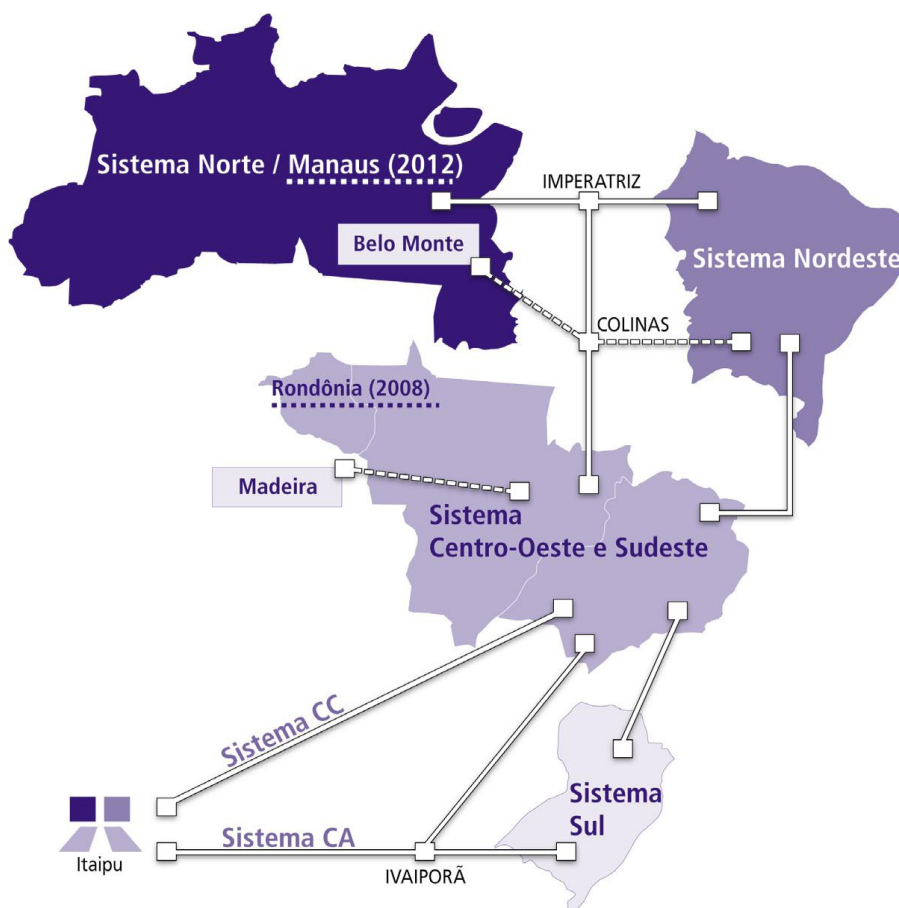 Sistema Norte / Manaus (2012)
IMPERATRIZ
Belo Monte
Sistema Nordeste
COLINAS
Rondônia (2008)
Madeira
Sistema
Centro-Oeste e Sudeste
Sistema CC
Sistema
Sul
Sistema CA
Itaipu
IVAIPORÃ